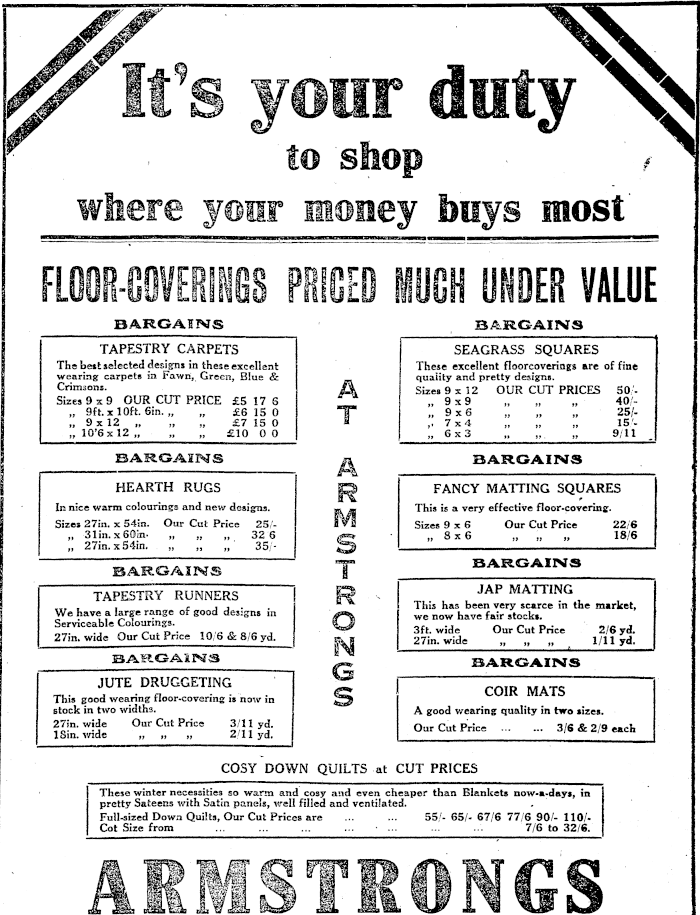 It's your duty
to shop
where your money buys most
FLOOR-COVERINGS PRICED MUCH UNDER VALUE
BARGAINS
TAPESTRY CARPETS
The best selected designs in these excellent
wearing carpets in Fawn, Green, Blue &
Crimsons.
Sizes 9 x 9 OUR CUT PRICE £5 17 6
„ 9ft. x 10ft. 6in. „ „ £6 15 0
„ 9 x 12 „ „ „ £7 15 0
„ 10'6 x 12 „ „ „ £10 0 0
BARGAINS
HEARTH RUGS
In nice warm colourings and new designs.
Sizes 27in. x 54in. Our Cut Price 25/-
„ 31in. x 60in. „ „ „ 32 6
„ 27in. x 54in. „ „ „ 35/-
BARGAINS
TAPESTRY RUNNERS
We have a large range of good designs in
Serviceable Colourings.
27in. wide Our Cut Price 10/6 & 8/6 yd.
BARGAINS
JUTE DRUGGETING
This good wearing floor-covering is now in
stock in two widths.
27in. wide Our Cut Price 3/11 yd.
18in. wide „ „ „ 2/11 yd.
AT ARMSTRONGS
BARGAINS
SEAGRASS SQUARES
These excellent floorcoverings are of fine
quality and pretty designs.
Sizes 9 x 12 OUR CUT PRICES 50/-
„ 9 x 9 „ „ „ 40/-
„ 9 x 6 „ „ „ 25/-
„ 7 x 4 „ „ „ 15/-
„ 6 x 3 „ „ „ 9/11
BARGAINS
FANCY MATTING SQUARES
This is a very effective floor-covering.
Sizes 9 x 6 Our Cut Price 22/6
„ 8 x 6 „ „ „ 18/6
BARGAINS
JAP MATTING
This has been very scarce in the market,
we now have fair stocks.
3ft. wide Our Cut Price 2/6 yd.
27in. wide „ „ „ 1/11 yd.
BARGAINS
COIR MATS
A good wearing quality in two sizes.
Our Cut Price ... ... 3/6 & 2/9 each
COSY DOWN QUILTS at CUT PRICES
These winter necessities so warm and cosy and even cheaper than Blankets now-a-days, in
pretty Sateens with Satin panels, well filled and ventilated.
Full-sized Down Quilts, Our Cut Prices are ... ... 55/- 65/- 67/6 77/6 90/- 110/-
Cot Size from ... ... ... ... ... ... ... 7/6 to 32/6.
ARMSTRONGS